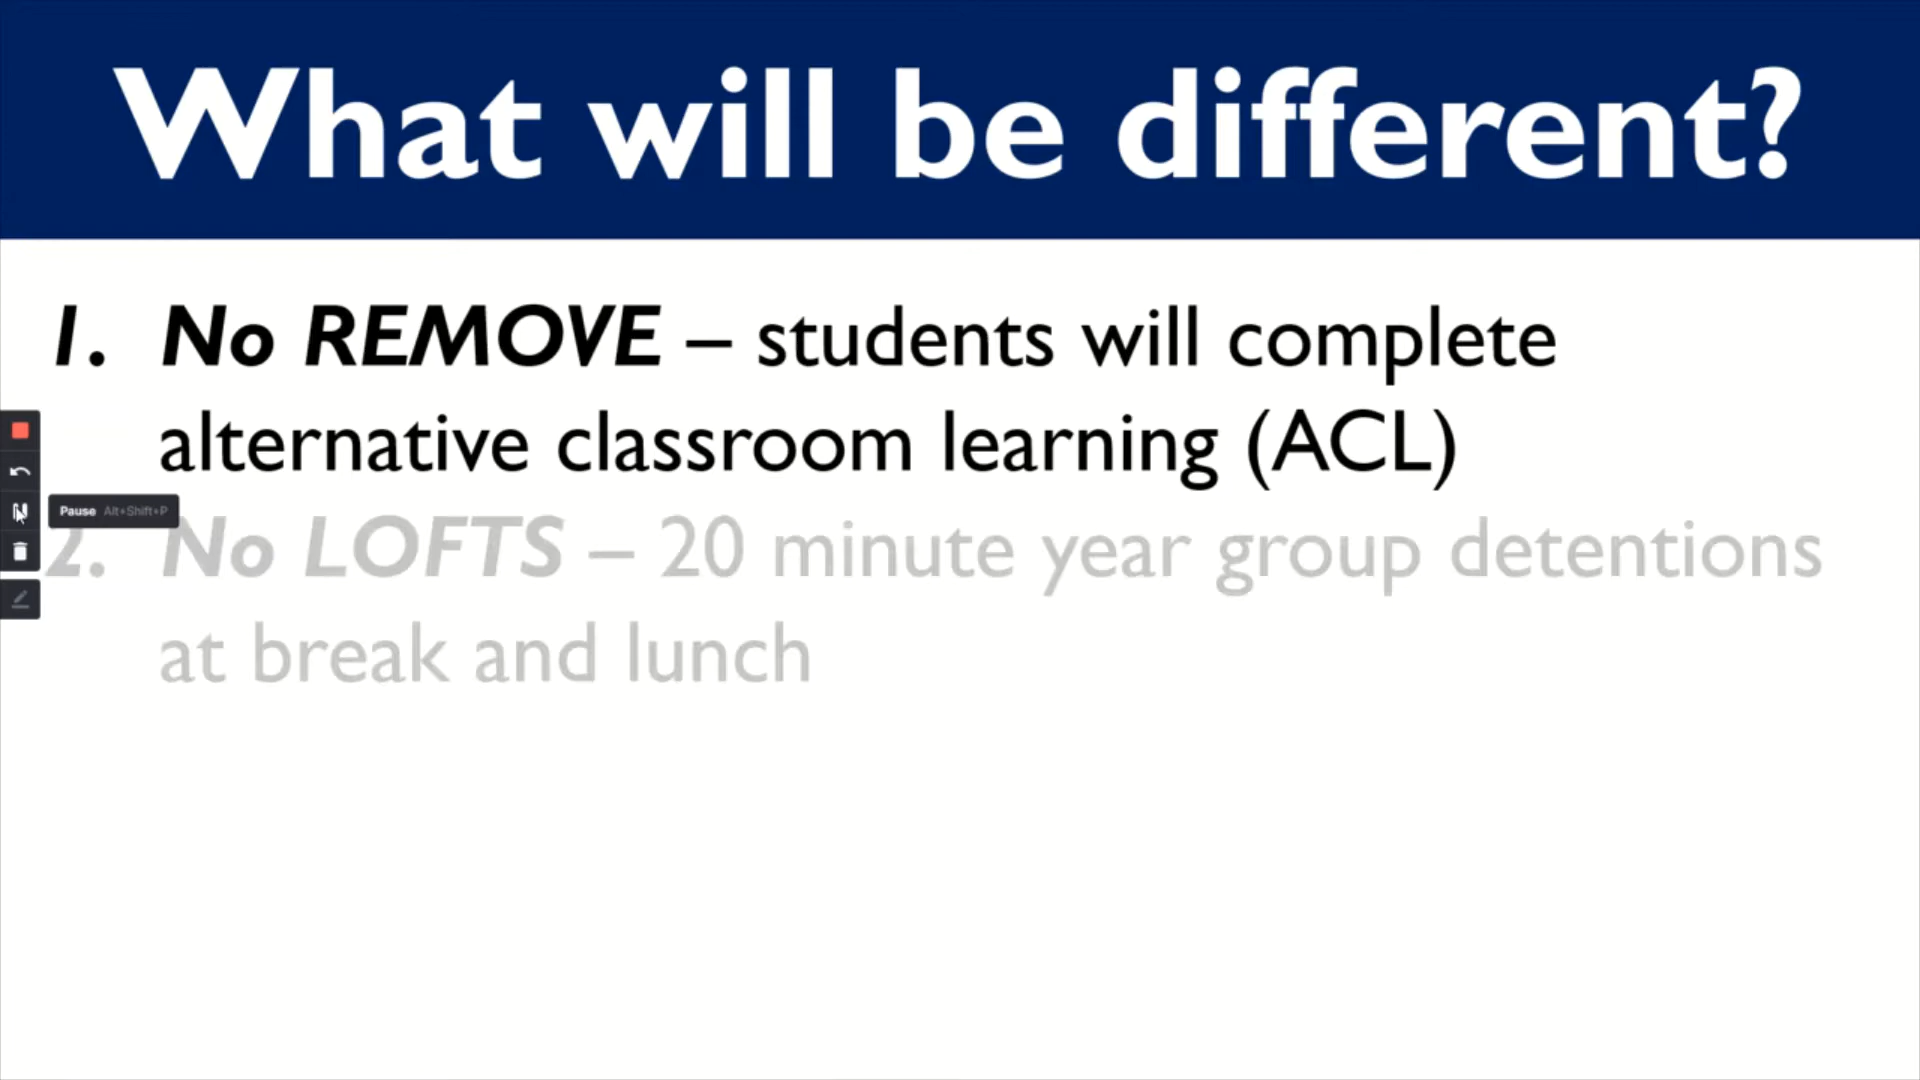 What will be different?
1. No REMOVE – students will complete
alternative classroom learning (ACL)
Pause Alt+Shift+P
2. No LOFTS – 20 minute year group detentions
at break and lunch